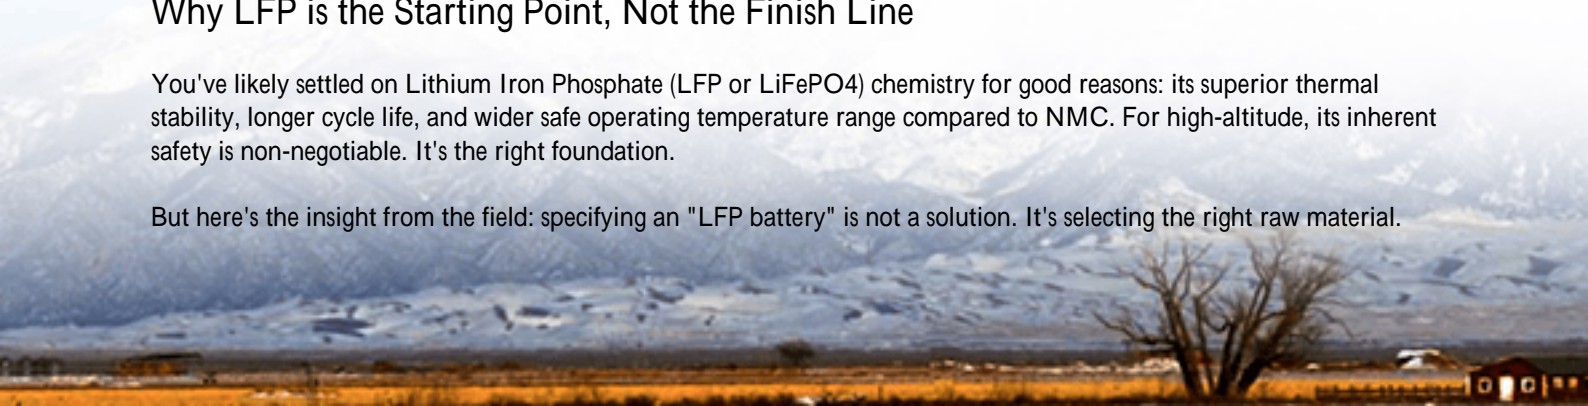 Why LFP is the Starting Point, Not the Finish Line
You've likely settled on Lithium Iron Phosphate (LFP or LiFePO4) chemistry for good reasons: its superior thermal
stability, longer cycle life, and wider safe operating temperature range compared to NMC. For high-altitude, its inherent
safety is non-negotiable. It's the right foundation.
But here's the insight from the field: specifying an "LFP battery" is not a solution. It's selecting the right raw material.